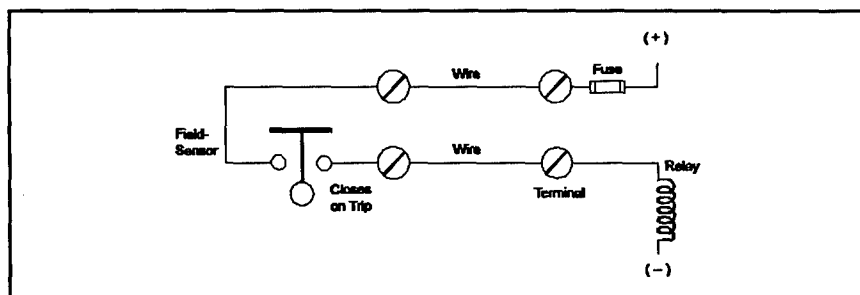 (+)
Fuse
Wire
Field-
Sensor
Wire
Relay
Closes
on Trip
Terminal
(−)